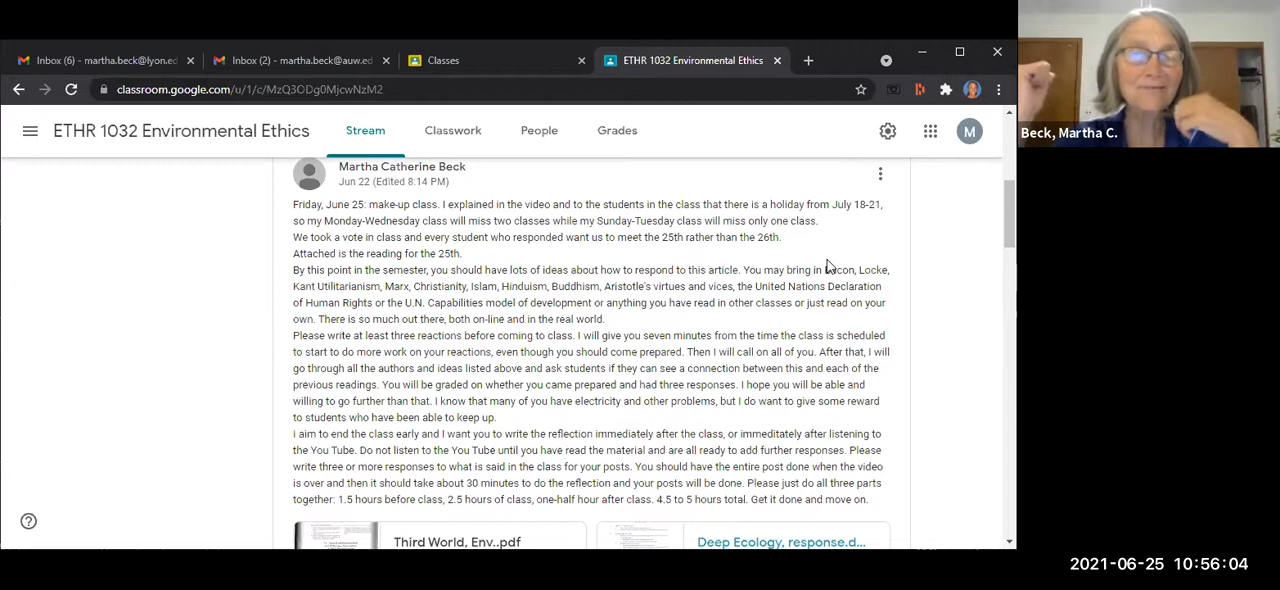 Inbox (6) - martha.beck@lyon.ed
Inbox (2) - martha.beck@auw.ed
Classes
ETHR 1032 Environmental Ethics
classroom.google.com/u/1/c/MzQ3ODg0MjcwNzM2
ETHR 1032 Environmental Ethics
Stream
Classwork
People
Grades
M
Martha Catherine Beck
Jun 22 (Edited 8:14 PM)
Friday, June 25: make-up class. I explained in the video and to the students in the class that there is a holiday from July 18-21,
so my Monday-Wednesday class will miss two classes while my Sunday-Tuesday class will miss only one class.
We took a vote in class and every student who responded want us to meet the 25th rather than the 26th.
Attached is the reading for the 25th.
By this point in the semester, you should have lots of ideas about how to respond to this article. You may bring in Bacon, Locke,
Kant Utilitarianism, Marx, Christianity, Islam, Hinduism, Buddhism, Aristotle's virtues and vices, the United Nations Declaration
of Human Rights or the U.N. Capabilities model of development or anything you have read in other classes or just read on your
own. There is so much out there, both on-line and in the real world.
Please write at least three reactions before coming to class. I will give you seven minutes from the time the class is scheduled
to start to do more work on your reactions, even though you should come prepared. Then I will call on all of you. After that, I will
go through all the authors and ideas listed above and ask students if they can see a connection between this and each of the
previous readings. You will be graded on whether you came prepared and had three responses. I hope you will be able and
willing to go further than that. I know that many of you have electricity and other problems, but I do want to give some reward
to students who have been able to keep up.
I aim to end the class early and I want you to write the reflection immediately after the class, or immeditately after listening to
the You Tube. Do not listen to the You Tube until you have read the material and are all ready to add further responses. Please
write three or more responses to what is said in the class for your posts. You should have the entire post done when the video
is over and then it should take about 30 minutes to do the reflection and your posts will be done. Please just do all three parts
together: 1.5 hours before class, 2.5 hours of class, one-half hour after class. 4.5 to 5 hours total. Get it done and move on.
Third World, Env..pdf
Deep Ecology, response.d...
Beck, Martha C.
2021-06-25 10:56:04